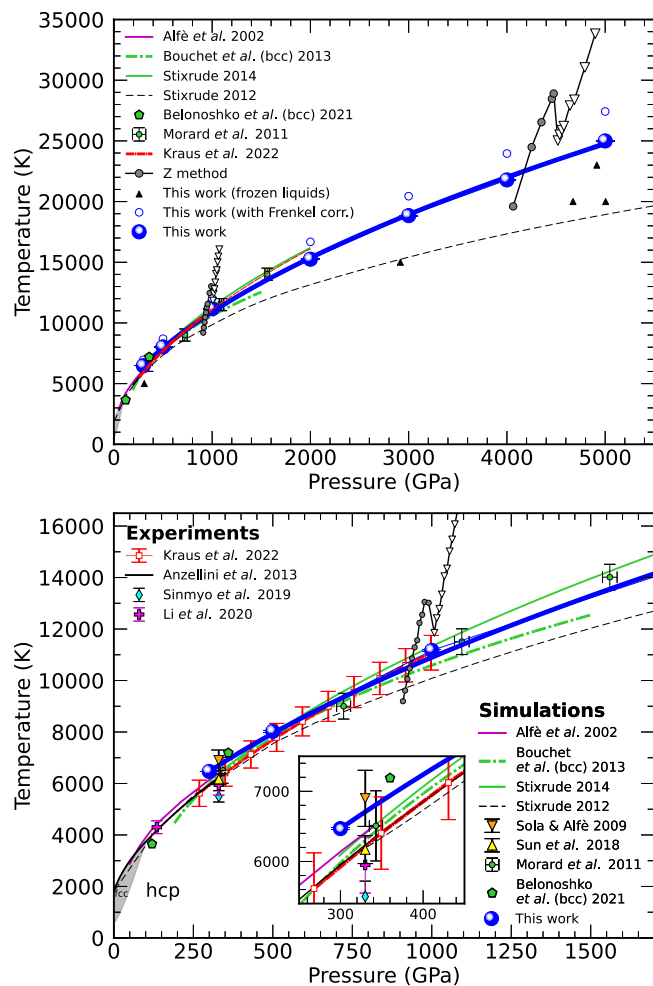 35000
30000
25000
20000
15000
10000
5000
0
Temperature (K)
Alfè et al. 2002
Bouchet et al. (bcc) 2013
Stixrude 2014
Stixrude 2012
Belonoshko et al. (bcc) 2021
Morard et al. 2011
Kraus et al. 2022
Z method
This work (frozen liquids)
This work (with Frenkel corr.)
This work
0 1000 2000 3000 4000 5000
Pressure (GPa)
16000
14000
12000
10000
8000
6000
4000
2000
0
Temperature (K)
Experiments
Kraus et al. 2022
Anzellini et al. 2013
Sinmyo et al. 2019
Li et al. 2020
fcc
hcp
7000
6000
300 400
Simulations
Alfè et al. 2002
Bouchet
et al. (bcc) 2013
Stixrude 2014
Stixrude 2012
Sola & Alfè 2009
Sun et al. 2018
Morard et al. 2011
Belonoshko
et al. (bcc) 2021
This work
0 250 500 750 1000 1250 1500
Pressure (GPa)